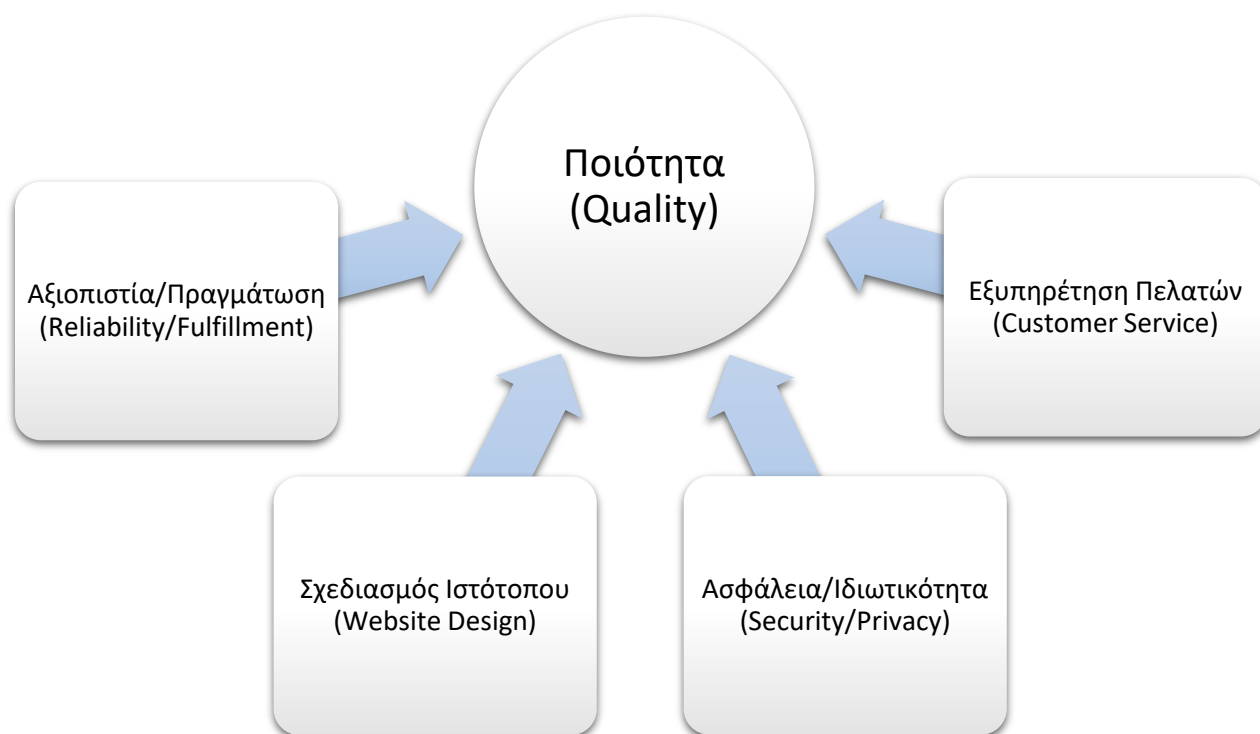 Ποιότητα
(Quality)
Αξιοπιστία/Πραγμάτωση
(Reliability/Fulfillment)
Εξυπηρέτηση Πελατών
(Customer Service)
Σχεδιασμός Ιστότοπου
(Website Design)
Ασφάλεια/Ιδιωτικότητα
(Security/Privacy)